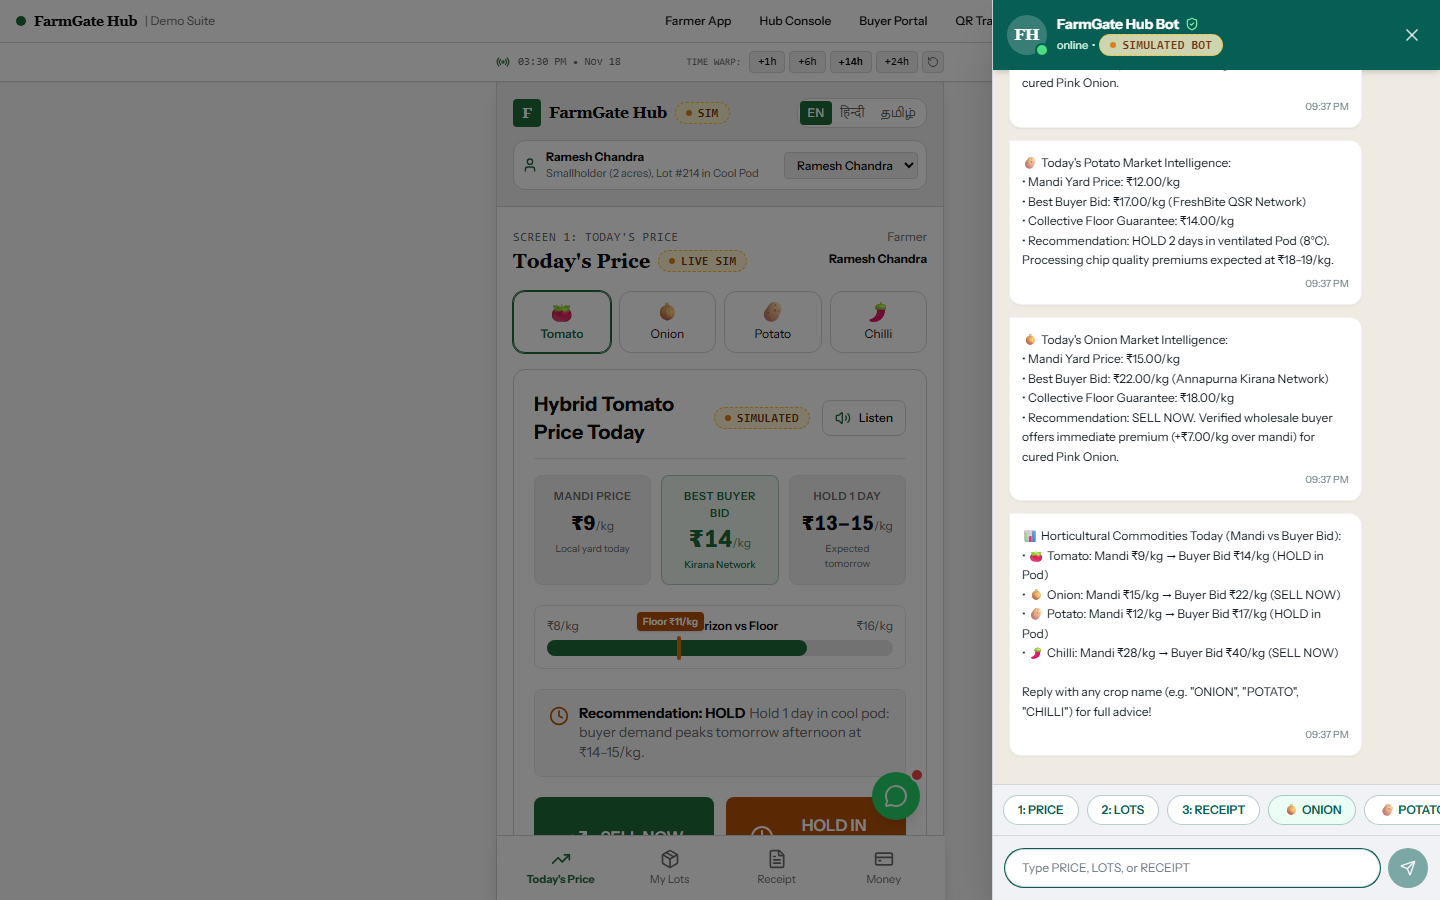 FarmGate Hub | Demo Suite
Farmer App
Hub Console
Buyer Portal
QR Tra
03:30 PM • Nov 18
TIME WARP:
+1h
+6h
+14h
+24h
F FarmGate Hub
SIM
EN
हिन्दी
தமிழ்
Ramesh Chandra
Smallholder (2 acres), Lot #214 in Cool Pod
Ramesh Chandra
SCREEN 1: TODAY'S PRICE
Today's Price
LIVE SIM
Farmer
Ramesh Chandra
Tomato
Onion
Potato
Chilli
Hybrid Tomato
Price Today
SIMULATED
Listen
MANDI PRICE
₹9/kg
Local yard today
BEST BUYER
BID
₹14/kg
Kirana Network
HOLD 1 DAY
₹13–15/kg
Expected
tomorrow
₹8/kg
Floor ₹11/kg
rizon vs Floor
₹16/kg
Recommendation: HOLD Hold 1 day in cool pod:
buyer demand peaks tomorrow afternoon at
₹14–15/kg.
SELL NOW
HOLD IN
Today's Price
My Lots
Receipt
Money
FH
FarmGate Hub Bot
online •
SIMULATED BOT
cured Pink Onion.
09:37 PM
Today's Potato Market Intelligence:
• Mandi Yard Price: ₹12.00/kg
• Best Buyer Bid: ₹17.00/kg (FreshBite QSR Network)
• Collective Floor Guarantee: ₹14.00/kg
• Recommendation: HOLD 2 days in ventilated Pod (8°C).
Processing chip quality premiums expected at ₹18–19/kg.
09:37 PM
Today's Onion Market Intelligence:
• Mandi Yard Price: ₹15.00/kg
• Best Buyer Bid: ₹22.00/kg (Annapurna Kirana Network)
• Collective Floor Guarantee: ₹18.00/kg
• Recommendation: SELL NOW. Verified wholesale buyer
offers immediate premium (+₹7.00/kg over mandi) for
cured Pink Onion.
09:37 PM
Horticultural Commodities Today (Mandi vs Buyer Bid):
• Tomato: Mandi ₹9/kg → Buyer Bid ₹14/kg (HOLD in
Pod)
• Onion: Mandi ₹15/kg → Buyer Bid ₹22/kg (SELL NOW)
• Potato: Mandi ₹12/kg → Buyer Bid ₹17/kg (HOLD in
Pod)
• Chilli: Mandi ₹28/kg → Buyer Bid ₹40/kg (SELL NOW)
Reply with any crop name (e.g. "ONION", "POTATO",
"CHILLI") for full advice!
09:37 PM
1: PRICE
2: LOTS
3: RECEIPT
ONION
POTATO
Type PRICE, LOTS, or RECEIPT